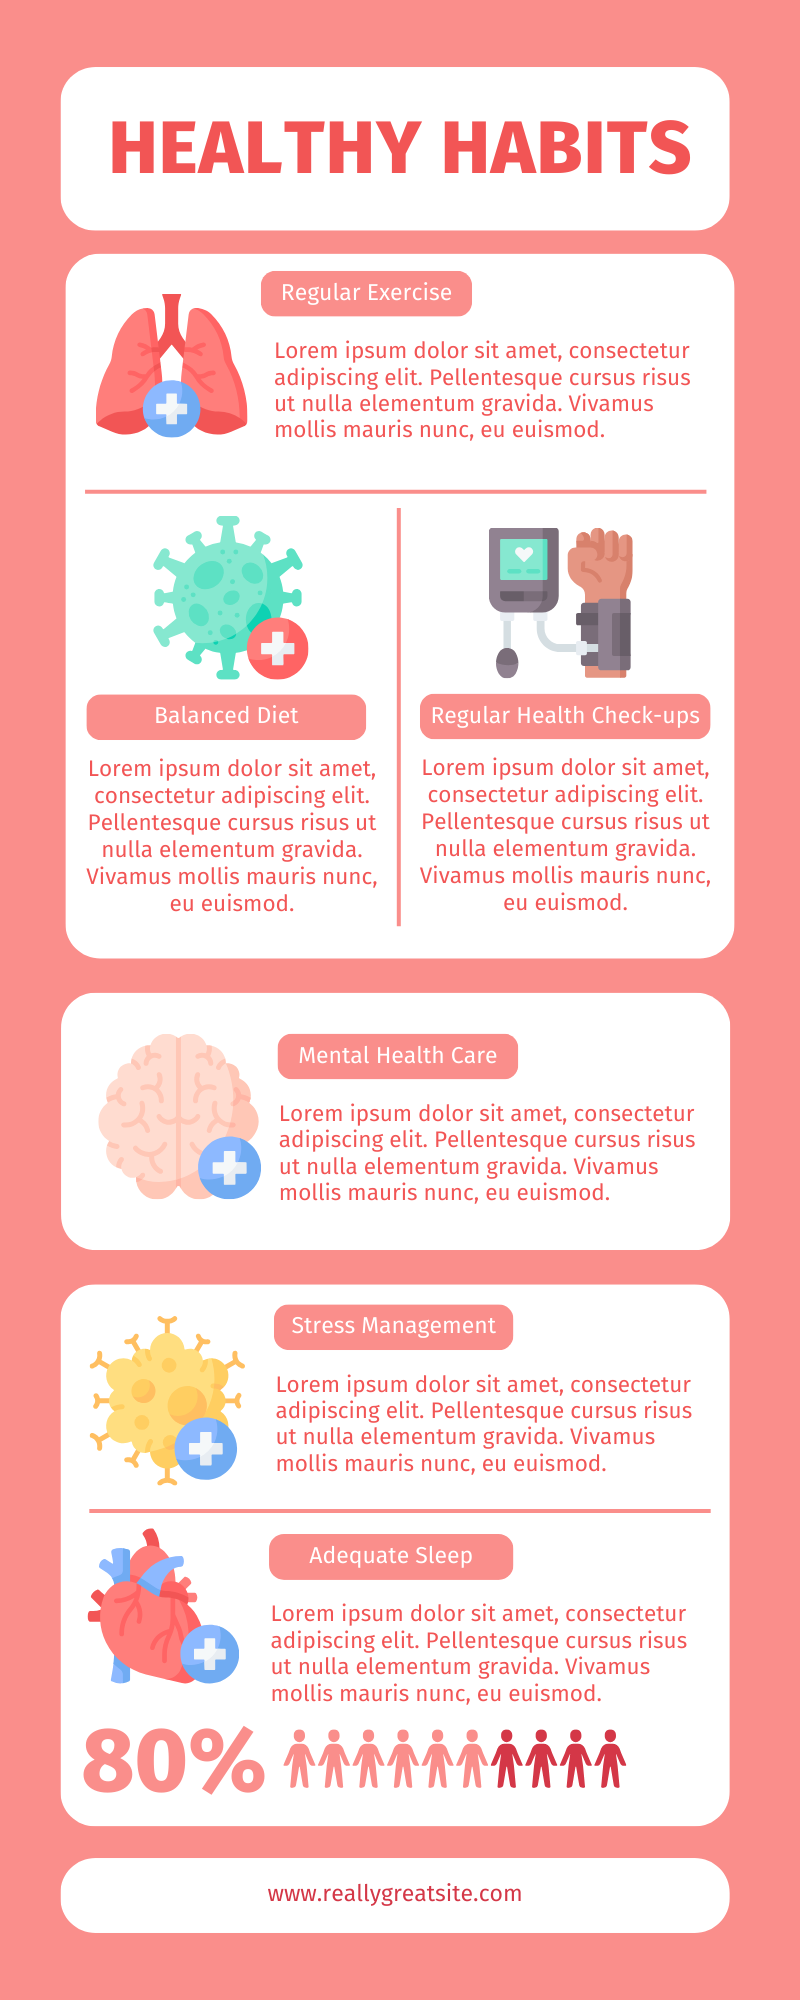 HEALTHY HABITS
Regular Exercise
Lorem ipsum dolor sit amet, consectetur
adipiscing elit. Pellentesque cursus risus
ut nulla elementum gravida. Vivamus
mollis mauris nunc, eu euismod.
Balanced Diet
Lorem ipsum dolor sit amet,
consectetur adipiscing elit.
Pellentesque cursus risus ut
nulla elementum gravida.
Vivamus mollis mauris nunc,
eu euismod.
Regular Health Check-ups
Lorem ipsum dolor sit amet,
consectetur adipiscing elit.
Pellentesque cursus risus ut
nulla elementum gravida.
Vivamus mollis mauris nunc,
eu euismod.
Mental Health Care
Lorem ipsum dolor sit amet, consectetur
adipiscing elit. Pellentesque cursus risus
ut nulla elementum gravida. Vivamus
mollis mauris nunc, eu euismod.
Stress Management
Lorem ipsum dolor sit amet, consectetur
adipiscing elit. Pellentesque cursus risus
ut nulla elementum gravida. Vivamus
mollis mauris nunc, eu euismod.
Adequate Sleep
Lorem ipsum dolor sit amet, consectetur
adipiscing elit. Pellentesque cursus risus
ut nulla elementum gravida. Vivamus
mollis mauris nunc, eu euismod.
80%
www.reallygreatsite.com